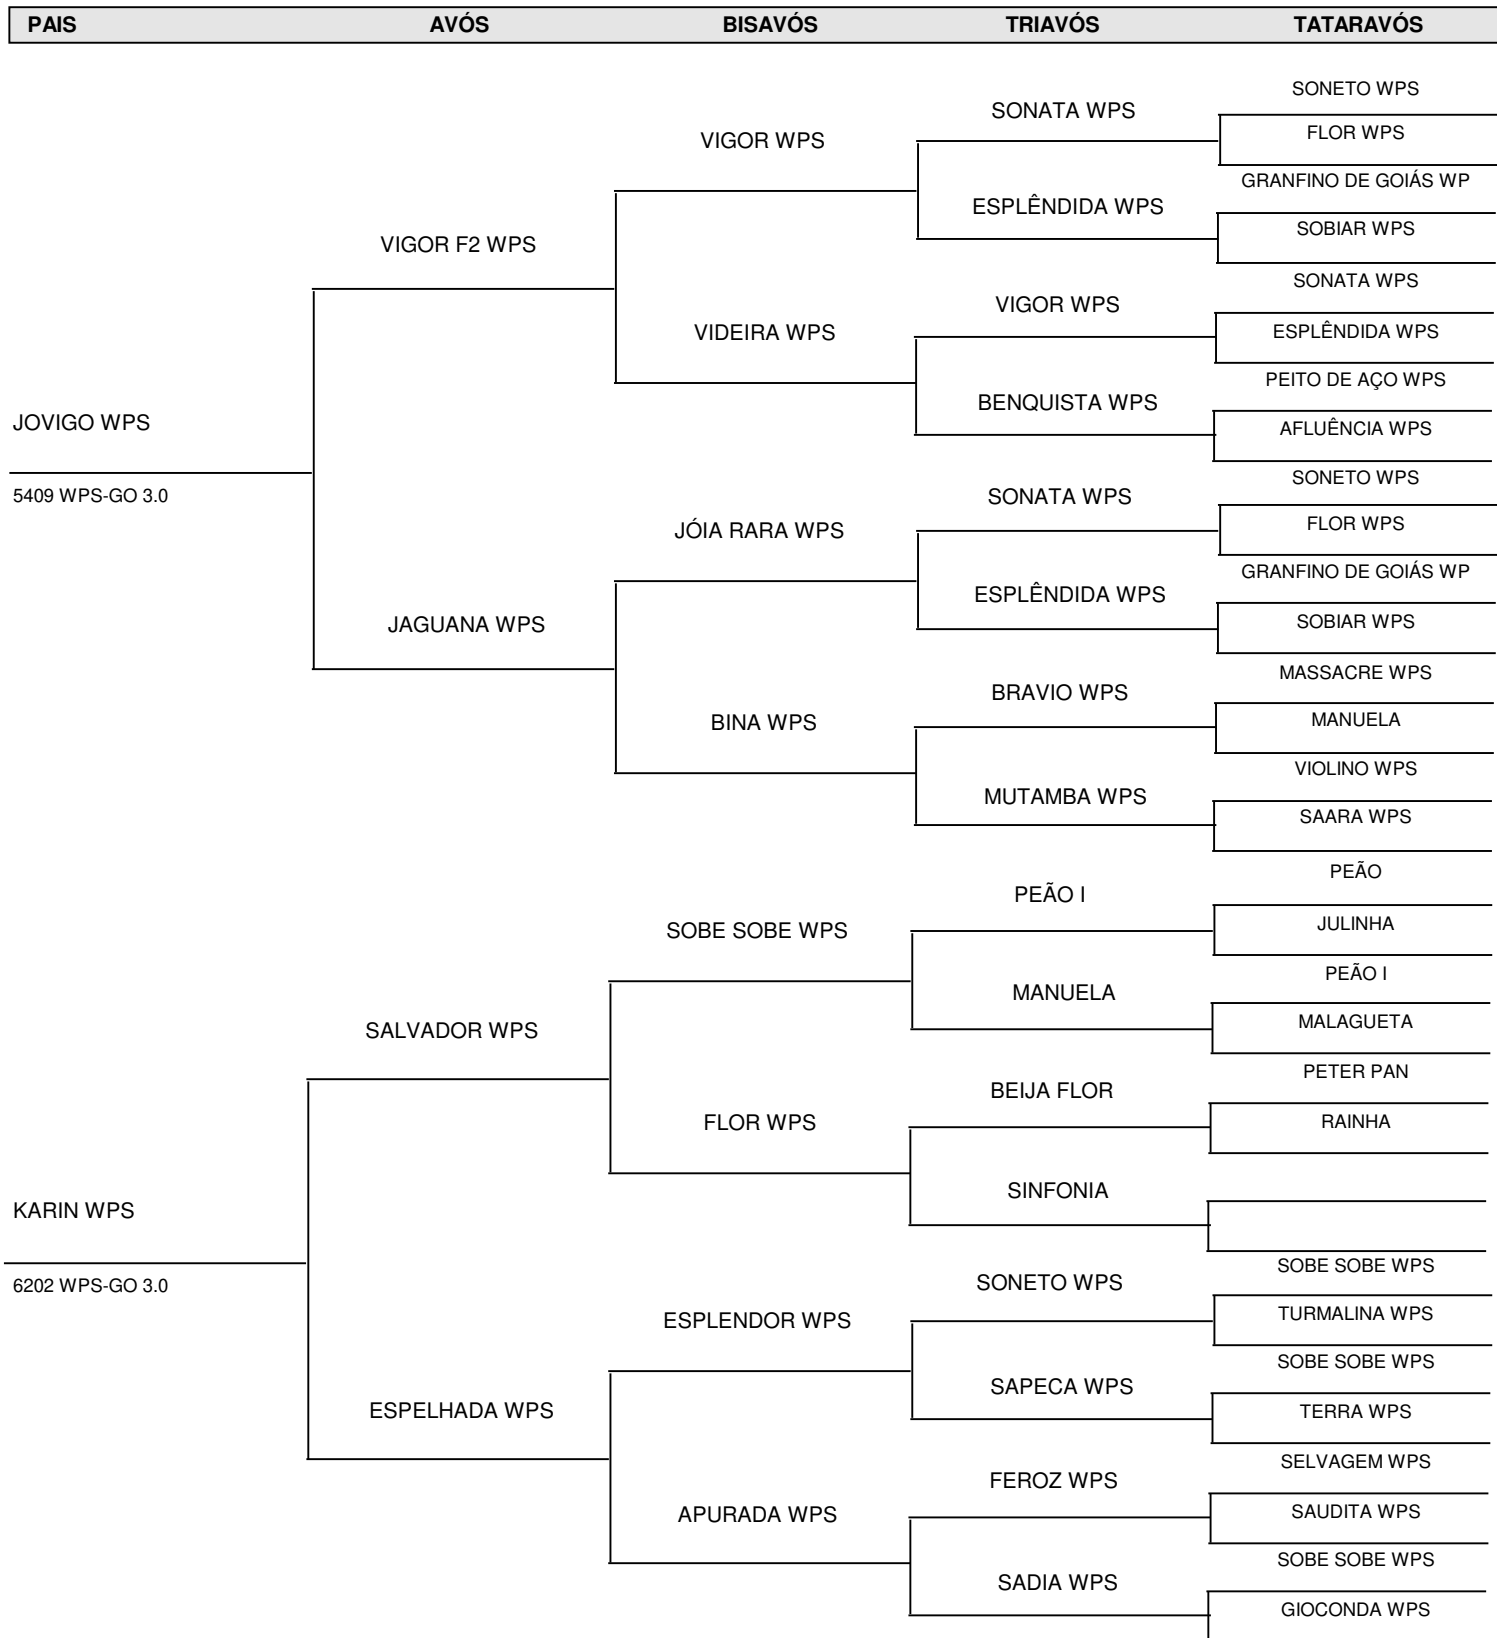 PAIS AVÓS BISAVÓS TRIAVÓS TATARAVÓS
SONETO WPS
SONATA WPS
FLOR WPS
VIGOR WPS
GRANFINO DE GOIÁS WP
ESPLÊNDIDA WPS
SOBIAR WPS
VIGOR F2 WPS
SONATA WPS
VIGOR WPS
ESPLÊNDIDA WPS
VIDEIRA WPS
PEITO DE AÇO WPS
BENQUISTA WPS
AFLUÊNCIA WPS
JOVIGO WPS
5409 WPS-GO 3.0
SONETO WPS
SONATA WPS
FLOR WPS
JÓIA RARA WPS
GRANFINO DE GOIÁS WP
ESPLÊNDIDA WPS
SOBIAR WPS
JAGUANA WPS
MASSACRE WPS
BRAVIO WPS
MANUELA
BINA WPS
VIOLINO WPS
MUTAMBA WPS
SAARA WPS
PEÃO
PEÃO I
JULINHA
SOBE SOBE WPS
PEÃO I
MANUELA
MALAGUETA
SALVADOR WPS
PETER PAN
BEIJA FLOR
RAINHA
FLOR WPS
SINFONIA
KARIN WPS
6202 WPS-GO 3.0
SOBE SOBE WPS
SONETO WPS
TURMALINA WPS
ESPLENDOR WPS
SOBE SOBE WPS
SAPECA WPS
TERRA WPS
ESPELHADA WPS
SELVAGEM WPS
FEROZ WPS
SAUDITA WPS
APURADA WPS
SOBE SOBE WPS
SADIA WPS
GIOCONDA WPS